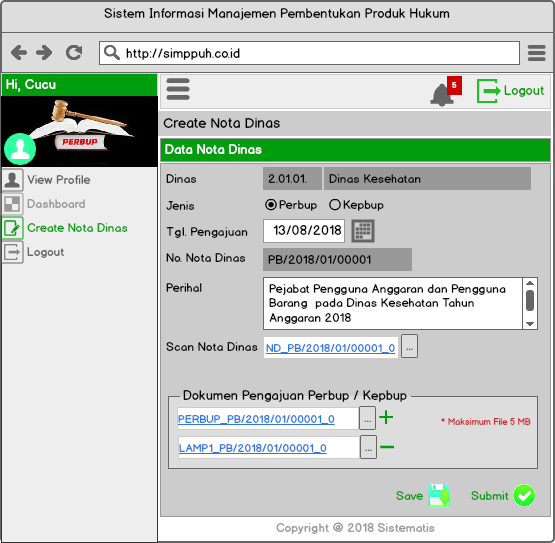 Sistem Informasi Manajemen Pembentukan Produk Hukum
http://simppuh.co.id
Hi, Cucu
PERBUP
View Profile
Dashboard
Create Nota Dinas
Logout
5
Logout
Create Nota Dinas
Data Nota Dinas
Dinas 2.01.01. Dinas Kesehatan
Jenis Perbup Kepbup
Tgl. Pengajuan 13/08/2018
No. Nota Dinas PB/2018/01/00001
Perihal Pejabat Pengguna Anggaran dan Pengguna
Barang pada Dinas Kesehatan Tahun
Anggaran 2018
Scan Nota Dinas ND_PB/2018/01/00001_0 ...
Dokumen Pengajuan Perbup / Kepbup
PERBUP_PB/2018/01/00001_0 ...
* Maksimum File 5 MB
LAMP1_PB/2018/01/00001_0 ...
Save Submit
Copyright @ 2018 Sistematis